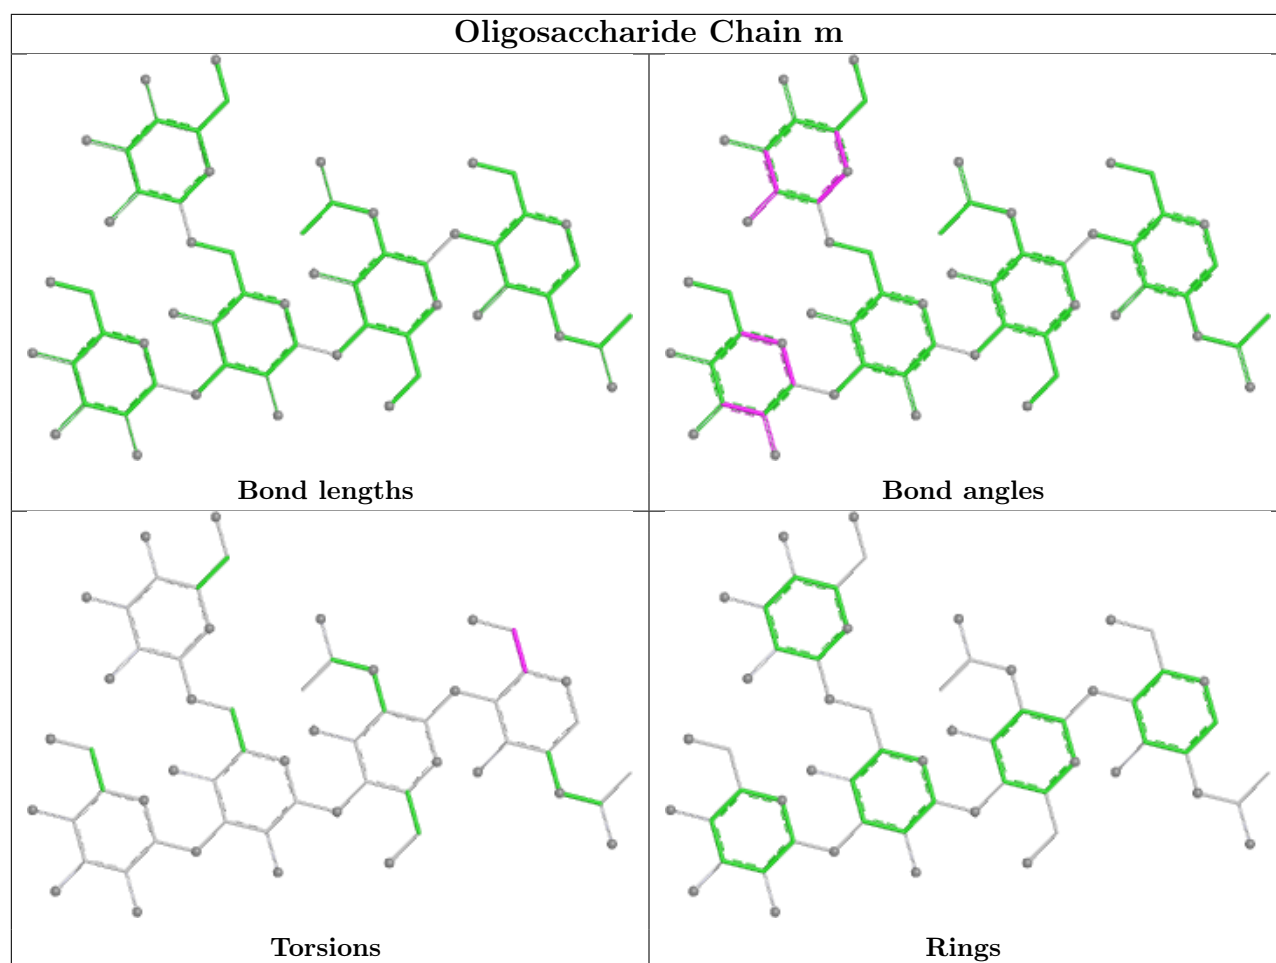 Oligosaccharide Chain m
Bond lengths
Bond angles
Torsions
Rings